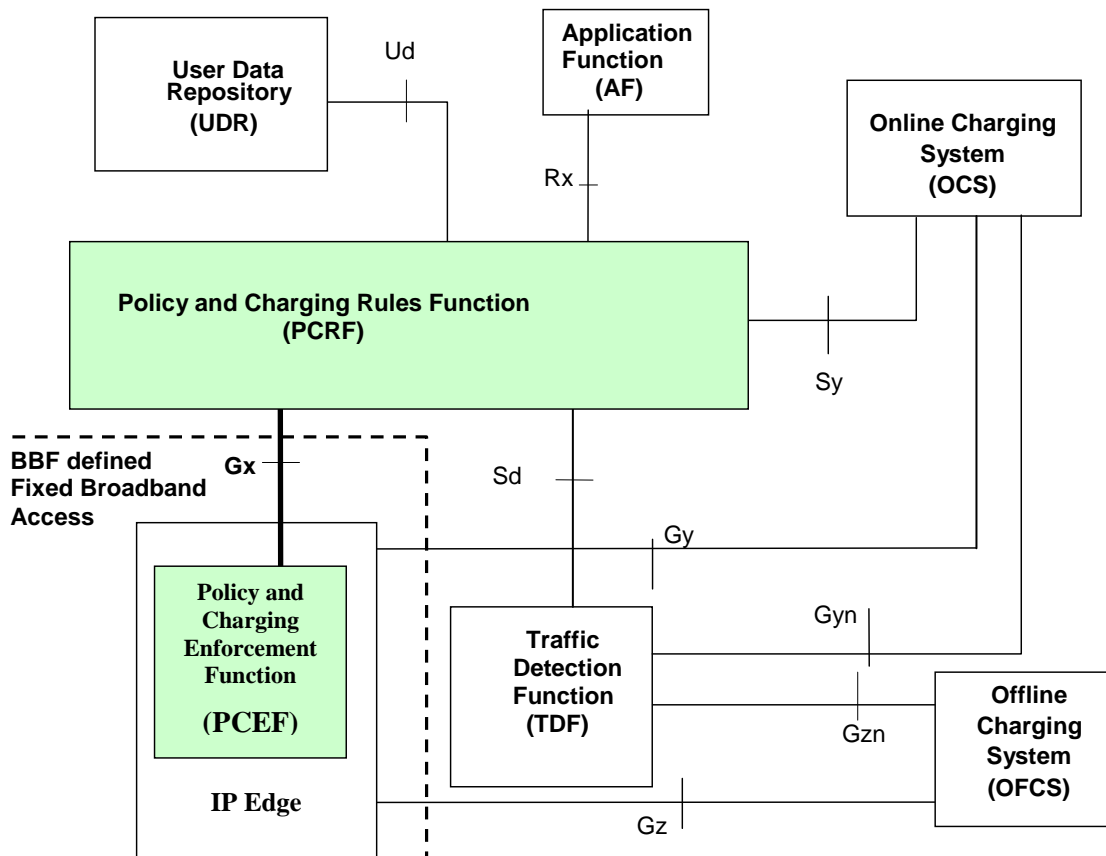 Ud
User Data
Repository
(UDR)
Application
Function
(AF)
Online Charging
System
(OCS)
Rx
Policy and Charging Rules Function
(PCRF)
Sy
BBF defined
Fixed Broadband
Access
Gx
Sd
Gy
Policy and
Charging
Enforcement
Function
(PCEF)
IP Edge
Traffic
Detection
Function
(TDF)
Gyn
Gzn
Offline
Charging
System
(OFCS)
Gz